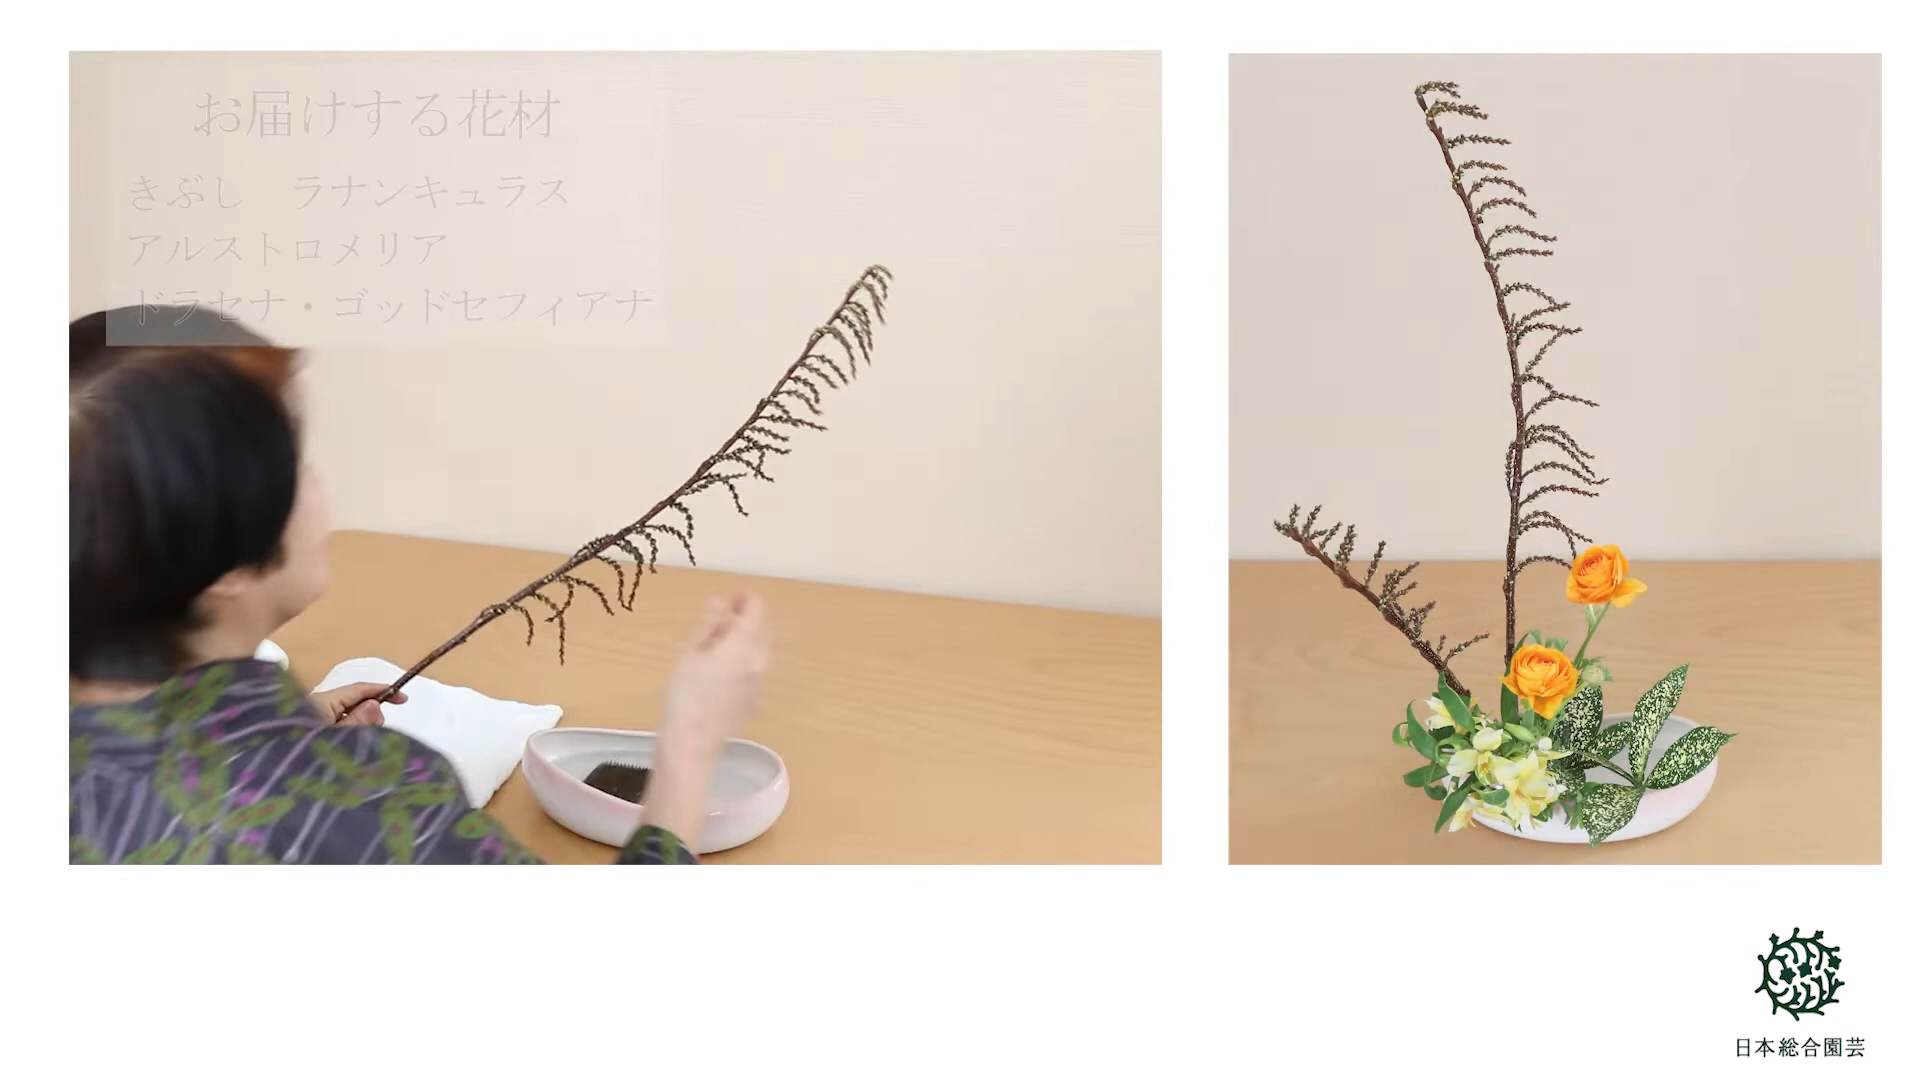 お届けする花材
きぶし　ラナンキュラス
アルストロメリア
ドラセナ・ゴッドセフィアナ
日本総合園芸